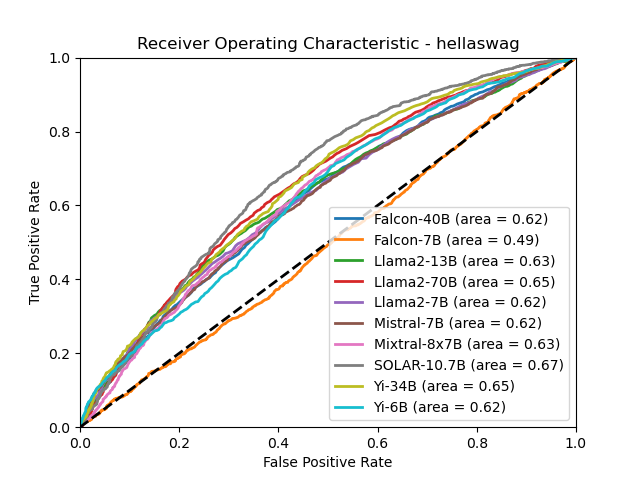 Receiver Operating Characteristic - hellaswag
True Positive Rate
1.0
0.8
0.6
0.4
0.2
0.0
Falcon-40B (area = 0.62)
Falcon-7B (area = 0.49)
Llama2-13B (area = 0.63)
Llama2-70B (area = 0.65)
Llama2-7B (area = 0.62)
Mistral-7B (area = 0.62)
Mixtral-8x7B (area = 0.63)
SOLAR-10.7B (area = 0.67)
Yi-34B (area = 0.65)
Yi-6B (area = 0.62)
0.0 0.2 0.4 0.6 0.8 1.0
False Positive Rate